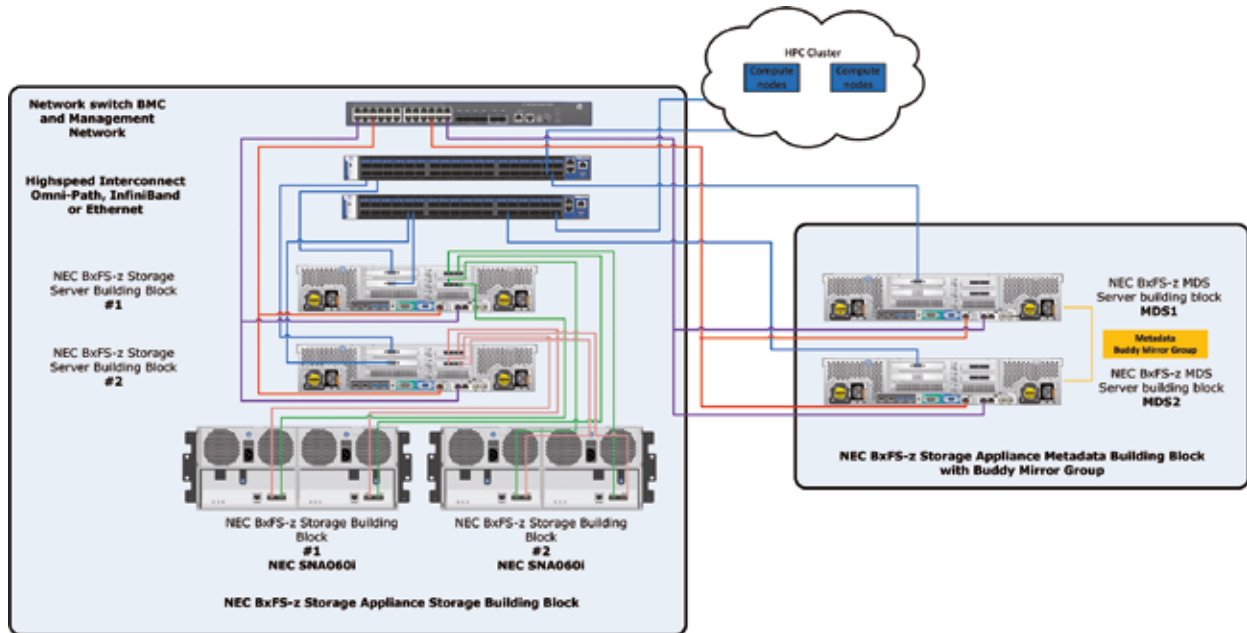 HPC Cluster
Compute
nodes
Compute
nodes
Network switch BMC
and Management
Network
Highspeed Interconnect
Omni-Path, InfiniBand
or Ethernet
NEC BxFS-z Storage
Server Building Block
#1
NEC BxFS-z Storage
Server Building Block
#2
NEC BxFS-z Storage Building
Block
#1
NEC SNA060i
NEC BxFS-z Storage Building
Block
#2
NEC SNA060i
NEC BxFS-z Storage Appliance Storage Building Block
NEC BxFS-z MDS
Server building block
MDS1
Metadata
Buddy Mirror Group
NEC BxFS-z MDS
Server building block
MDS2
NEC BxFS-z Storage Appliance Metadata Building Block
with Buddy Mirror Group